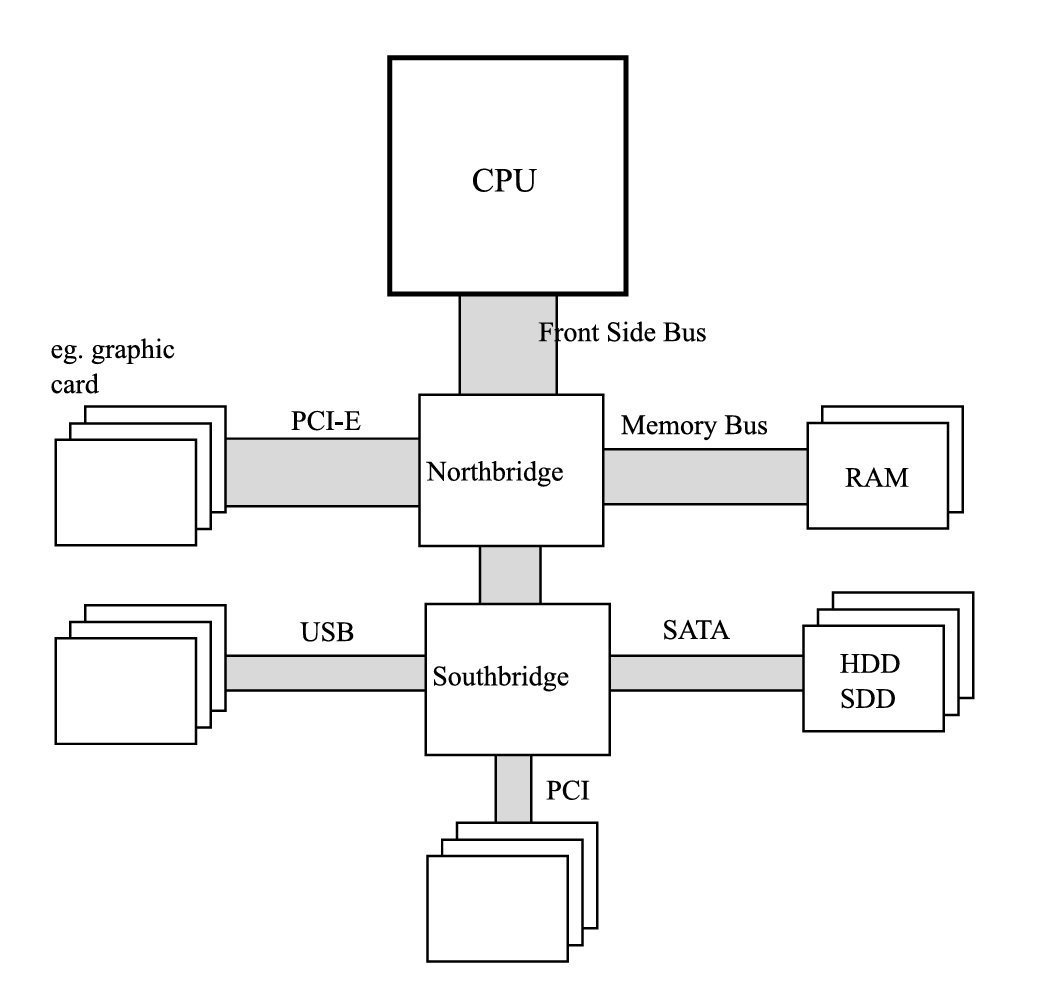 CPU
Front Side Bus
eg. graphic
card
PCI-E
Memory Bus
Northbridge
RAM
USB
SATA
Southbridge
HDD
SDD
PCI